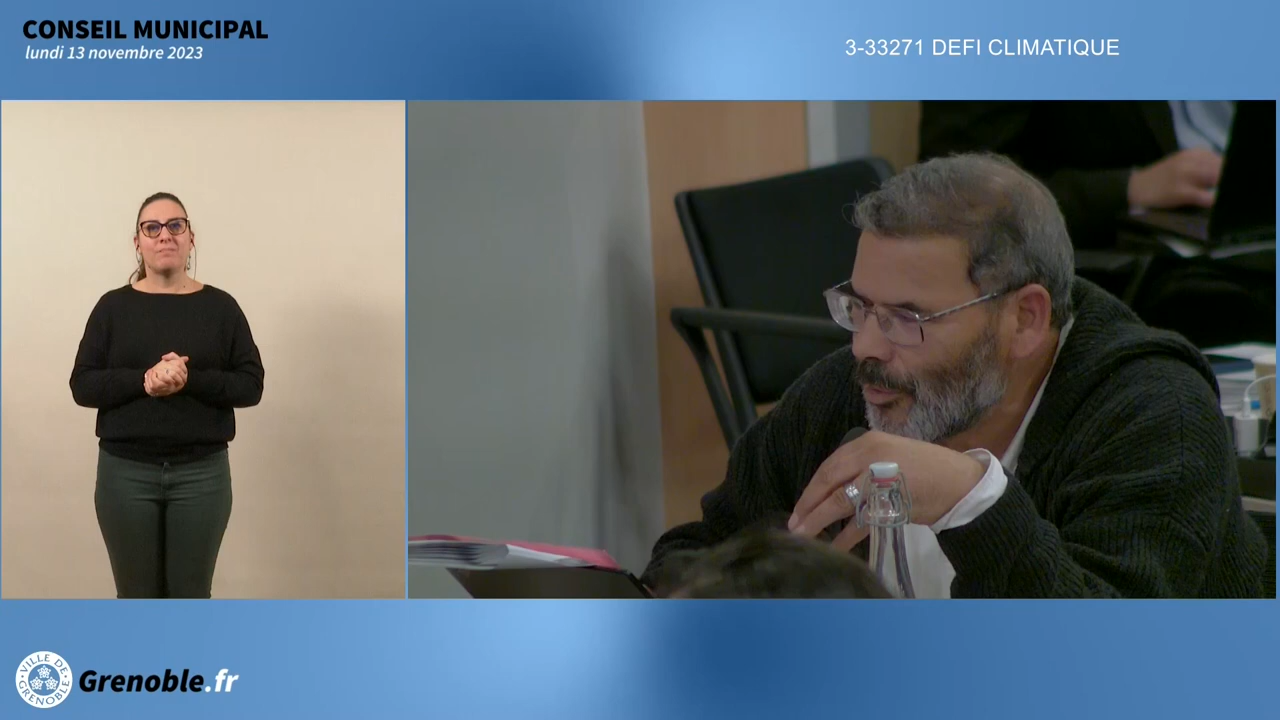 CONSEIL MUNICIPAL
lundi 13 novembre 2023
3-33271 DEFI CLIMATIQUE
VILLE DE
GRENOBLE
Grenoble.fr